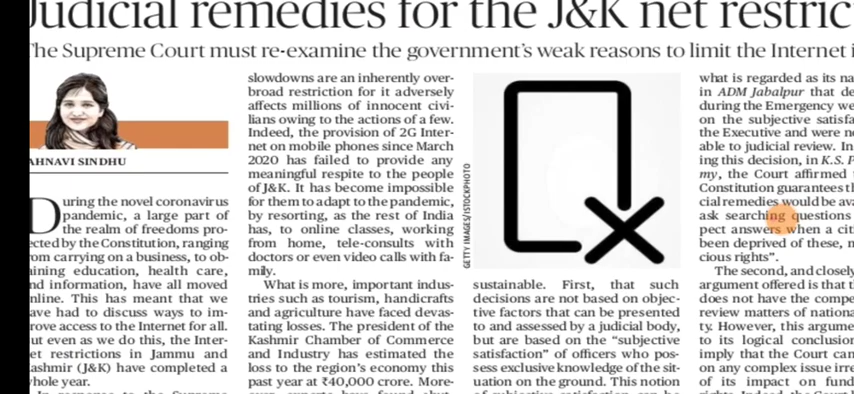 Judicial remedies for the J&K net restric
The Supreme Court must re-examine the government's weak reasons to limit the Internet i
AHNAVI SINDHU
During the novel coronavirus
pandemic, a large part of
the realm of freedoms pro-
ected by the Constitution, ranging
rom carrying on a business, to ob-
aining education, health care,
nd information, have all moved
nline. This has meant that we
ave had to discuss ways to im-
rove access to the Internet for all.
ut even as we do this, the Inter-
et restrictions in Jammu and
ashmir (J&K) have completed a
whole year.
In response to the Supreme
slowdowns are an inherently over-
broad restriction for it adversely
affects millions of innocent civi-
lians owing to the actions of a few.
Indeed, the provision of 2G Inter-
net on mobile phones since March
2020 has failed to provide any
meaningful respite to the people
of J&K. It has become impossible
for them to adapt to the pandemic,
by resorting, as the rest of India
has, to online classes, working
from home, tele-consults with
doctors or even video calls with fa-
mily.
What is more, important indus-
tries such as tourism, handicrafts
and agriculture have faced devas-
tating losses. The president of the
Kashmir Chamber of Commerce
and Industry has estimated the
loss to the region's economy this
past year at ₹40,000 crore. More-
GETTY IMAGES/ISTOCKPHOTO
sustainable. First, that such
decisions are not based on objec-
tive factors that can be presented
to and assessed by a judicial body,
but are based on the "subjective
satisfaction" of officers who pos-
sess exclusive knowledge of the sit-
uation on the ground. This notion
of subjective satisfaction can be
what is regarded as its na
in ADM Jabalpur that de
during the Emergency we
on the subjective satisfa
the Executive and were no
able to judicial review. In
ing this decision, in K.S. P
my, the Court affirmed
Constitution guarantees th
cial remedies would be ava
ask searching questions
pect answers when a citi
been deprived of these, m
cious rights".
The second, and closely
argument offered is that t
does not have the compe
review matters of nationa
ty. However, this argume
to its logical conclusion
imply that the Court can
on any complex issue irre
of its impact on fund